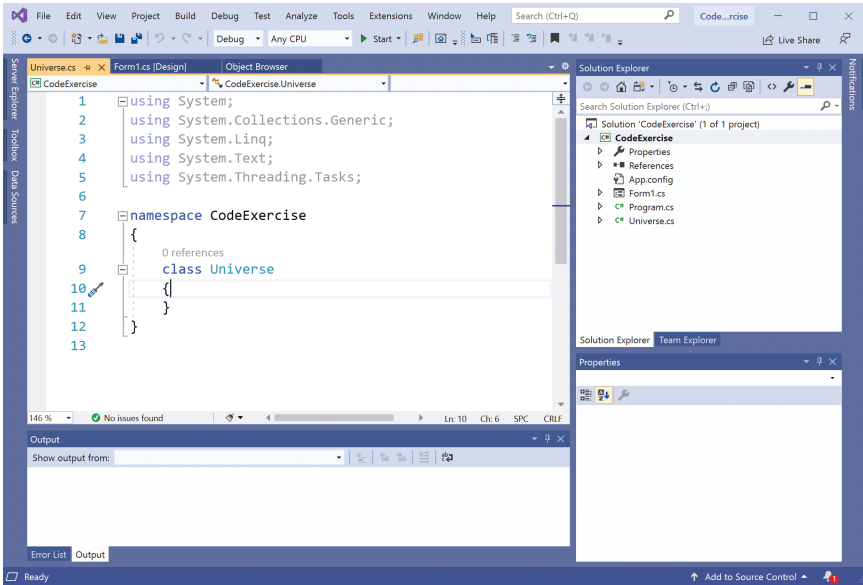 File Edit View Project Build Debug Test Analyze Tools Extensions Window Help Search (Ctrl+Q) Code...rcise
Debug Any CPU Start Live Share
Server Explorer
Toolbox
Data Sources
Universe.cs Form1.cs [Design] Object Browser
C# CodeExercise CodeExercise.Universe
1 using System;
2 using System.Collections.Generic;
3 using System.Linq;
4 using System.Text;
5 using System.Threading.Tasks;
6
7 namespace CodeExercise
8 {
0 references
9 class Universe
10 {
11 }
12 }
13
146 % No issues found Ln: 10 Ch: 6 SPC CRLF
Output
Show output from:
Error List Output
Solution Explorer
Search Solution Explorer (Ctrl+;)
Solution 'CodeExercise' (1 of 1 project)
C# CodeExercise
Properties
References
App.config
Form1.cs
C# Program.cs
C# Universe.cs
Solution Explorer Team Explorer
Properties
Notifications
Ready Add to Source Control 1